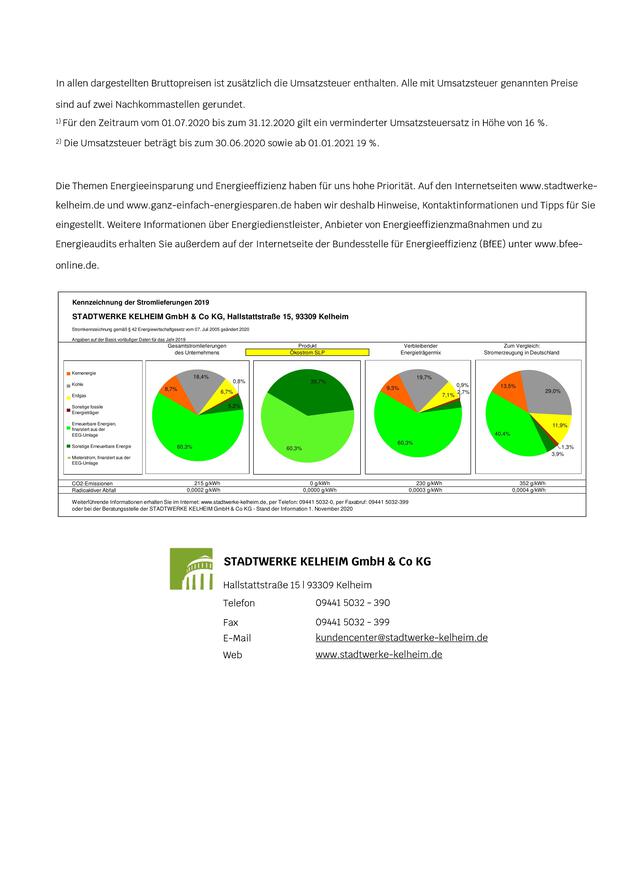 In allen dargestellten Bruttopreisen ist zusätzlich die Umsatzsteuer enthalten. Alle mit Umsatzsteuer genannten Preise
sind auf zwei Nachkommastellen gerundet.
1) Für den Zeitraum vom 01.07.2020 bis zum 31.12.2020 gilt ein verminderter Umsatzsteuersatz in Höhe von 16 %.
2) Die Umsatzsteuer beträgt bis zum 30.06.2020 sowie ab 01.01.2021 19 %.
Die Themen Energieeinsparung und Energieeffizienz haben für uns hohe Priorität. Auf den Internetseiten www.stadtwerke-
kelheim.de und www.ganz-einfach-energiesparen.de haben wir deshalb Hinweise, Kontaktinformationen und Tipps für Sie
eingestellt. Weitere Informationen über Energiedienstleister, Anbieter von Energieeffizienzmaßnahmen und zu
Energieaudits erhalten Sie außerdem auf der Internetseite der Bundesstelle für Energieeffizienz (BfEE) unter www.bfee-
online.de.
Kennzeichnung der Stromlieferungen 2019
STADTWERKE KELHEIM GmbH & Co KG, Hallstattstraße 15, 93309 Kelheim
Stromkennzeichnung gemäß § 42 Energiewirtschaftgesetz vom 07. Juli 2005 geändert 2020
Angaben auf der Basis vorläufiger Daten für das Jahr 2019
Gesamtstromlieferungen
des Unternehmens
Produkt
Ökostrom SLP
Verbleibender
Energieträgermix
Zum Vergleich:
Stromerzeugung in Deutschland
Kernenergie
Kohle
Erdgas
Sonstige fossile
Energieträger
Erneuerbare Energien,
finanziert aus der
EEG-Umlage
Sonstige Erneuerbare Energie
Mieterstrom, finanziert aus der
EEG-Umlage
8,7%
18,4%
0,8%
6,7%
60,3%
39,7%
60,3%
9,3%
19,7%
0,9%
7,1%
2,7%
60,3%
13,5%
29,0%
11,9%
1,3%
3,9%
40,4%
CO2-Emissionen 215 g/kWh 0 g/kWh 230 g/kWh 352 g/kWh
Radioaktiver Abfall 0,0002 g/kWh 0,0000 g/kWh 0,0003 g/kWh 0,0004 g/kWh
Weiterführende Informationen erhalten Sie im Internet: www.stadtwerke-kelheim.de, per Telefon: 09441 5032-0, per Faxabruf: 09441 5032-399
oder bei der Beratungsstelle der STADTWERKE KELHEIM GmbH & Co KG - Stand der Information 1. November 2020
STADTWERKE KELHEIM GmbH & Co KG
Hallstattstraße 15 | 93309 Kelheim
Telefon 09441 5032 – 390
Fax 09441 5032 – 399
E-Mail kundencenter@stadtwerke-kelheim.de
Web www.stadtwerke-kelheim.de